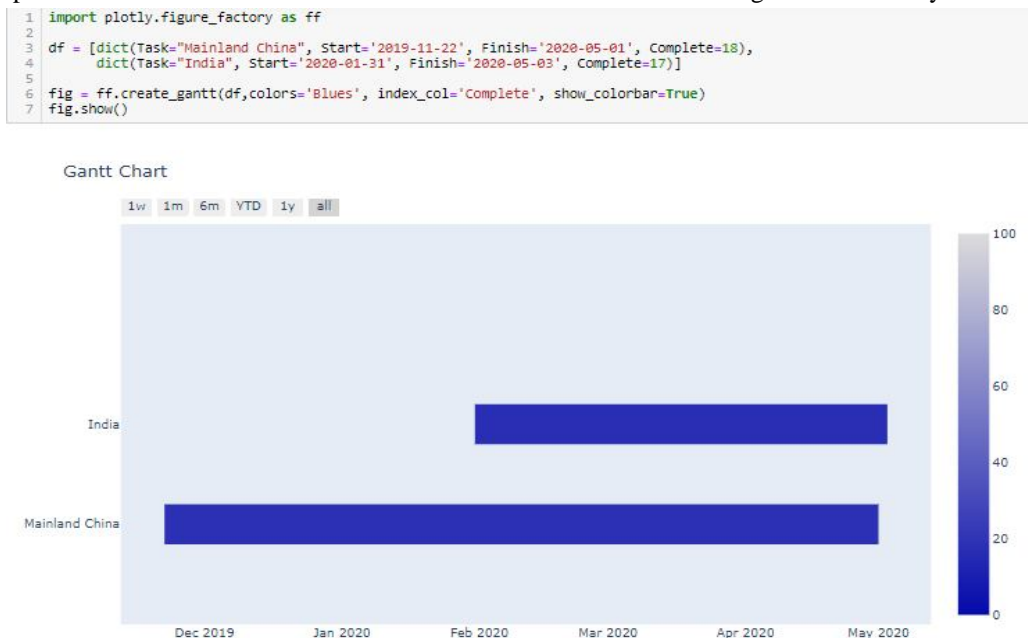 1 import plotly.figure_factory as ff
2
3 df = [dict(Task="Mainland China", Start='2019-11-22', Finish='2020-05-01', Complete=18),
4 dict(Task="India", Start='2020-01-31', Finish='2020-05-03', Complete=17)]
5
6 fig = ff.create_gantt(df,colors='Blues', index_col='Complete', show_colorbar=True)
7 fig.show()
Gantt Chart
1w 1m 6m YTD 1y all
100
80
60
India
40
Mainland China
20
0
Dec 2019 Jan 2020 Feb 2020 Mar 2020 Apr 2020 May 2020